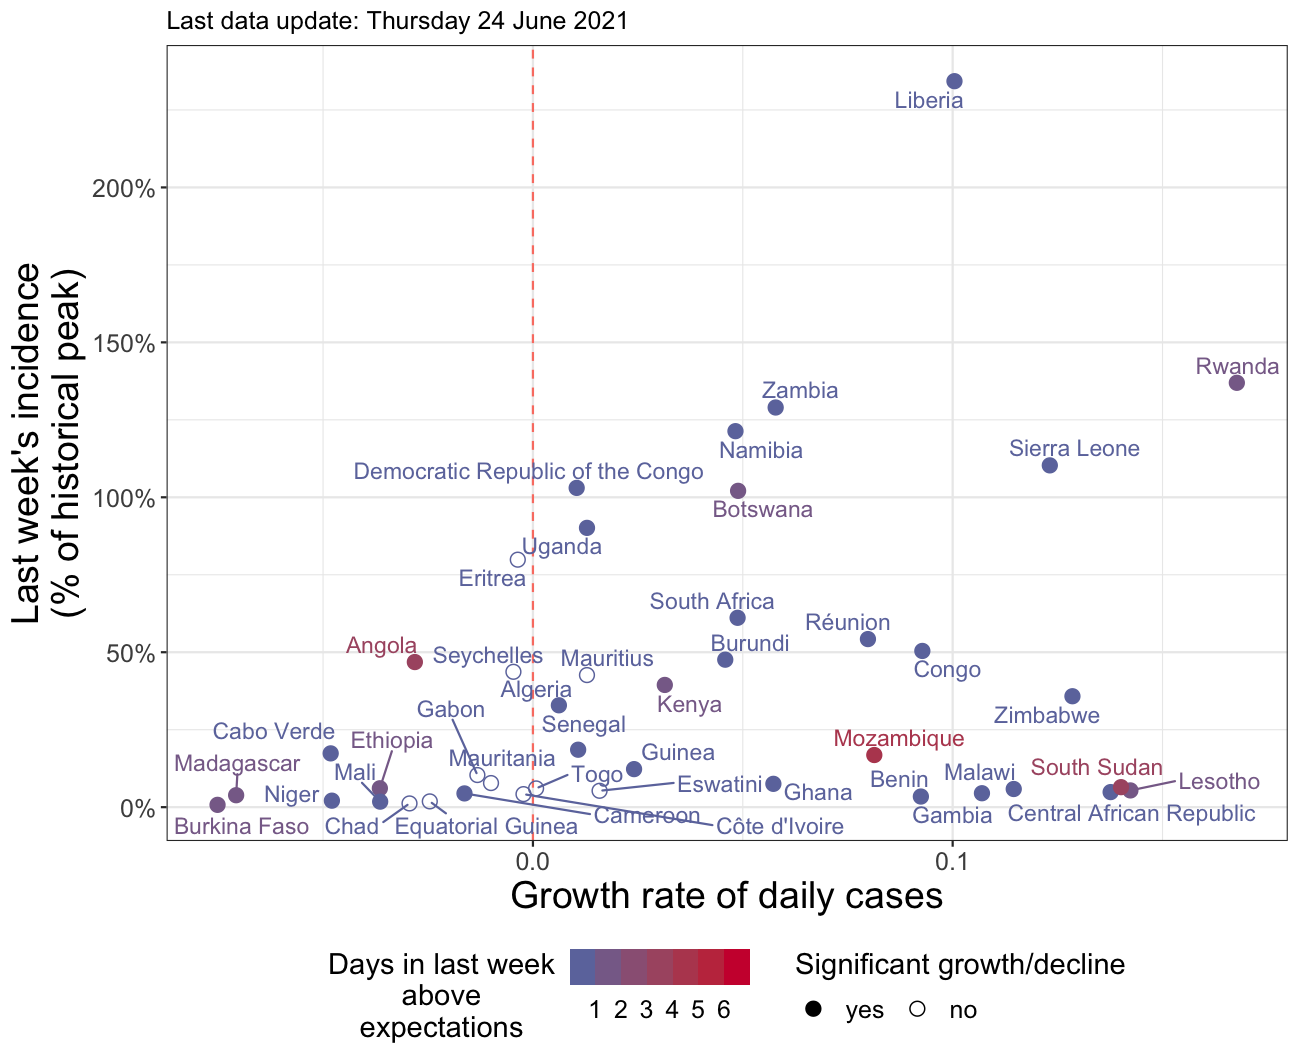 Last data update: Thursday 24 June 2021
Last week's incidence
(% of historical peak)
200%
150%
100%
50%
0%
Liberia
Rwanda
Zambia
Namibia
Sierra Leone
Democratic Republic of the Congo
Botswana
Uganda
Eritrea
South Africa
Réunion
Burundi
Angola
Seychelles
Mauritius
Congo
Algeria
Kenya
Gabon
Senegal
Zimbabwe
Cabo Verde
Ethiopia
Mozambique
Mauritania
Guinea
Madagascar
Mali
Togo
Eswatini
Benin
Malawi
South Sudan
Lesotho
Niger
Ghana
Burkina Faso
Chad
Equatorial Guinea
Cameroon
Côte d'Ivoire
Gambia
Central African Republic
0.0
0.1
Growth rate of daily cases
Days in last week
above
expectations
1 2 3 4 5 6
Significant growth/decline
yes
no